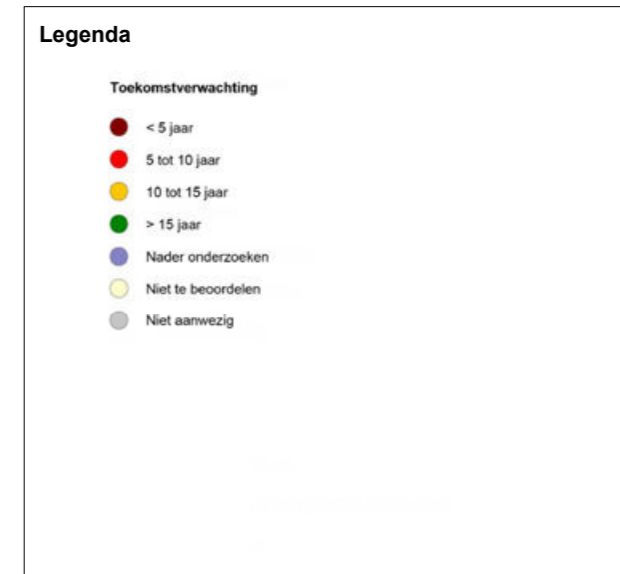 Legenda
Toekomstverwachting
< 5 jaar
5 tot 10 jaar
10 tot 15 jaar
> 15 jaar
Nader onderzoeken
Niet te beoordelen
Niet aanwezig